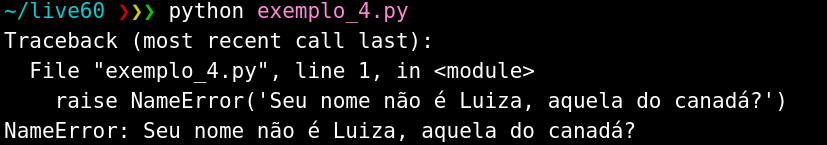 ~/live60 ❯❯❯ python exemplo_4.py
Traceback (most recent call last):
  File "exemplo_4.py", line 1, in <module>
    raise NameError('Seu nome não é Luiza, aquela do canadá?')
NameError: Seu nome não é Luiza, aquela do canadá?